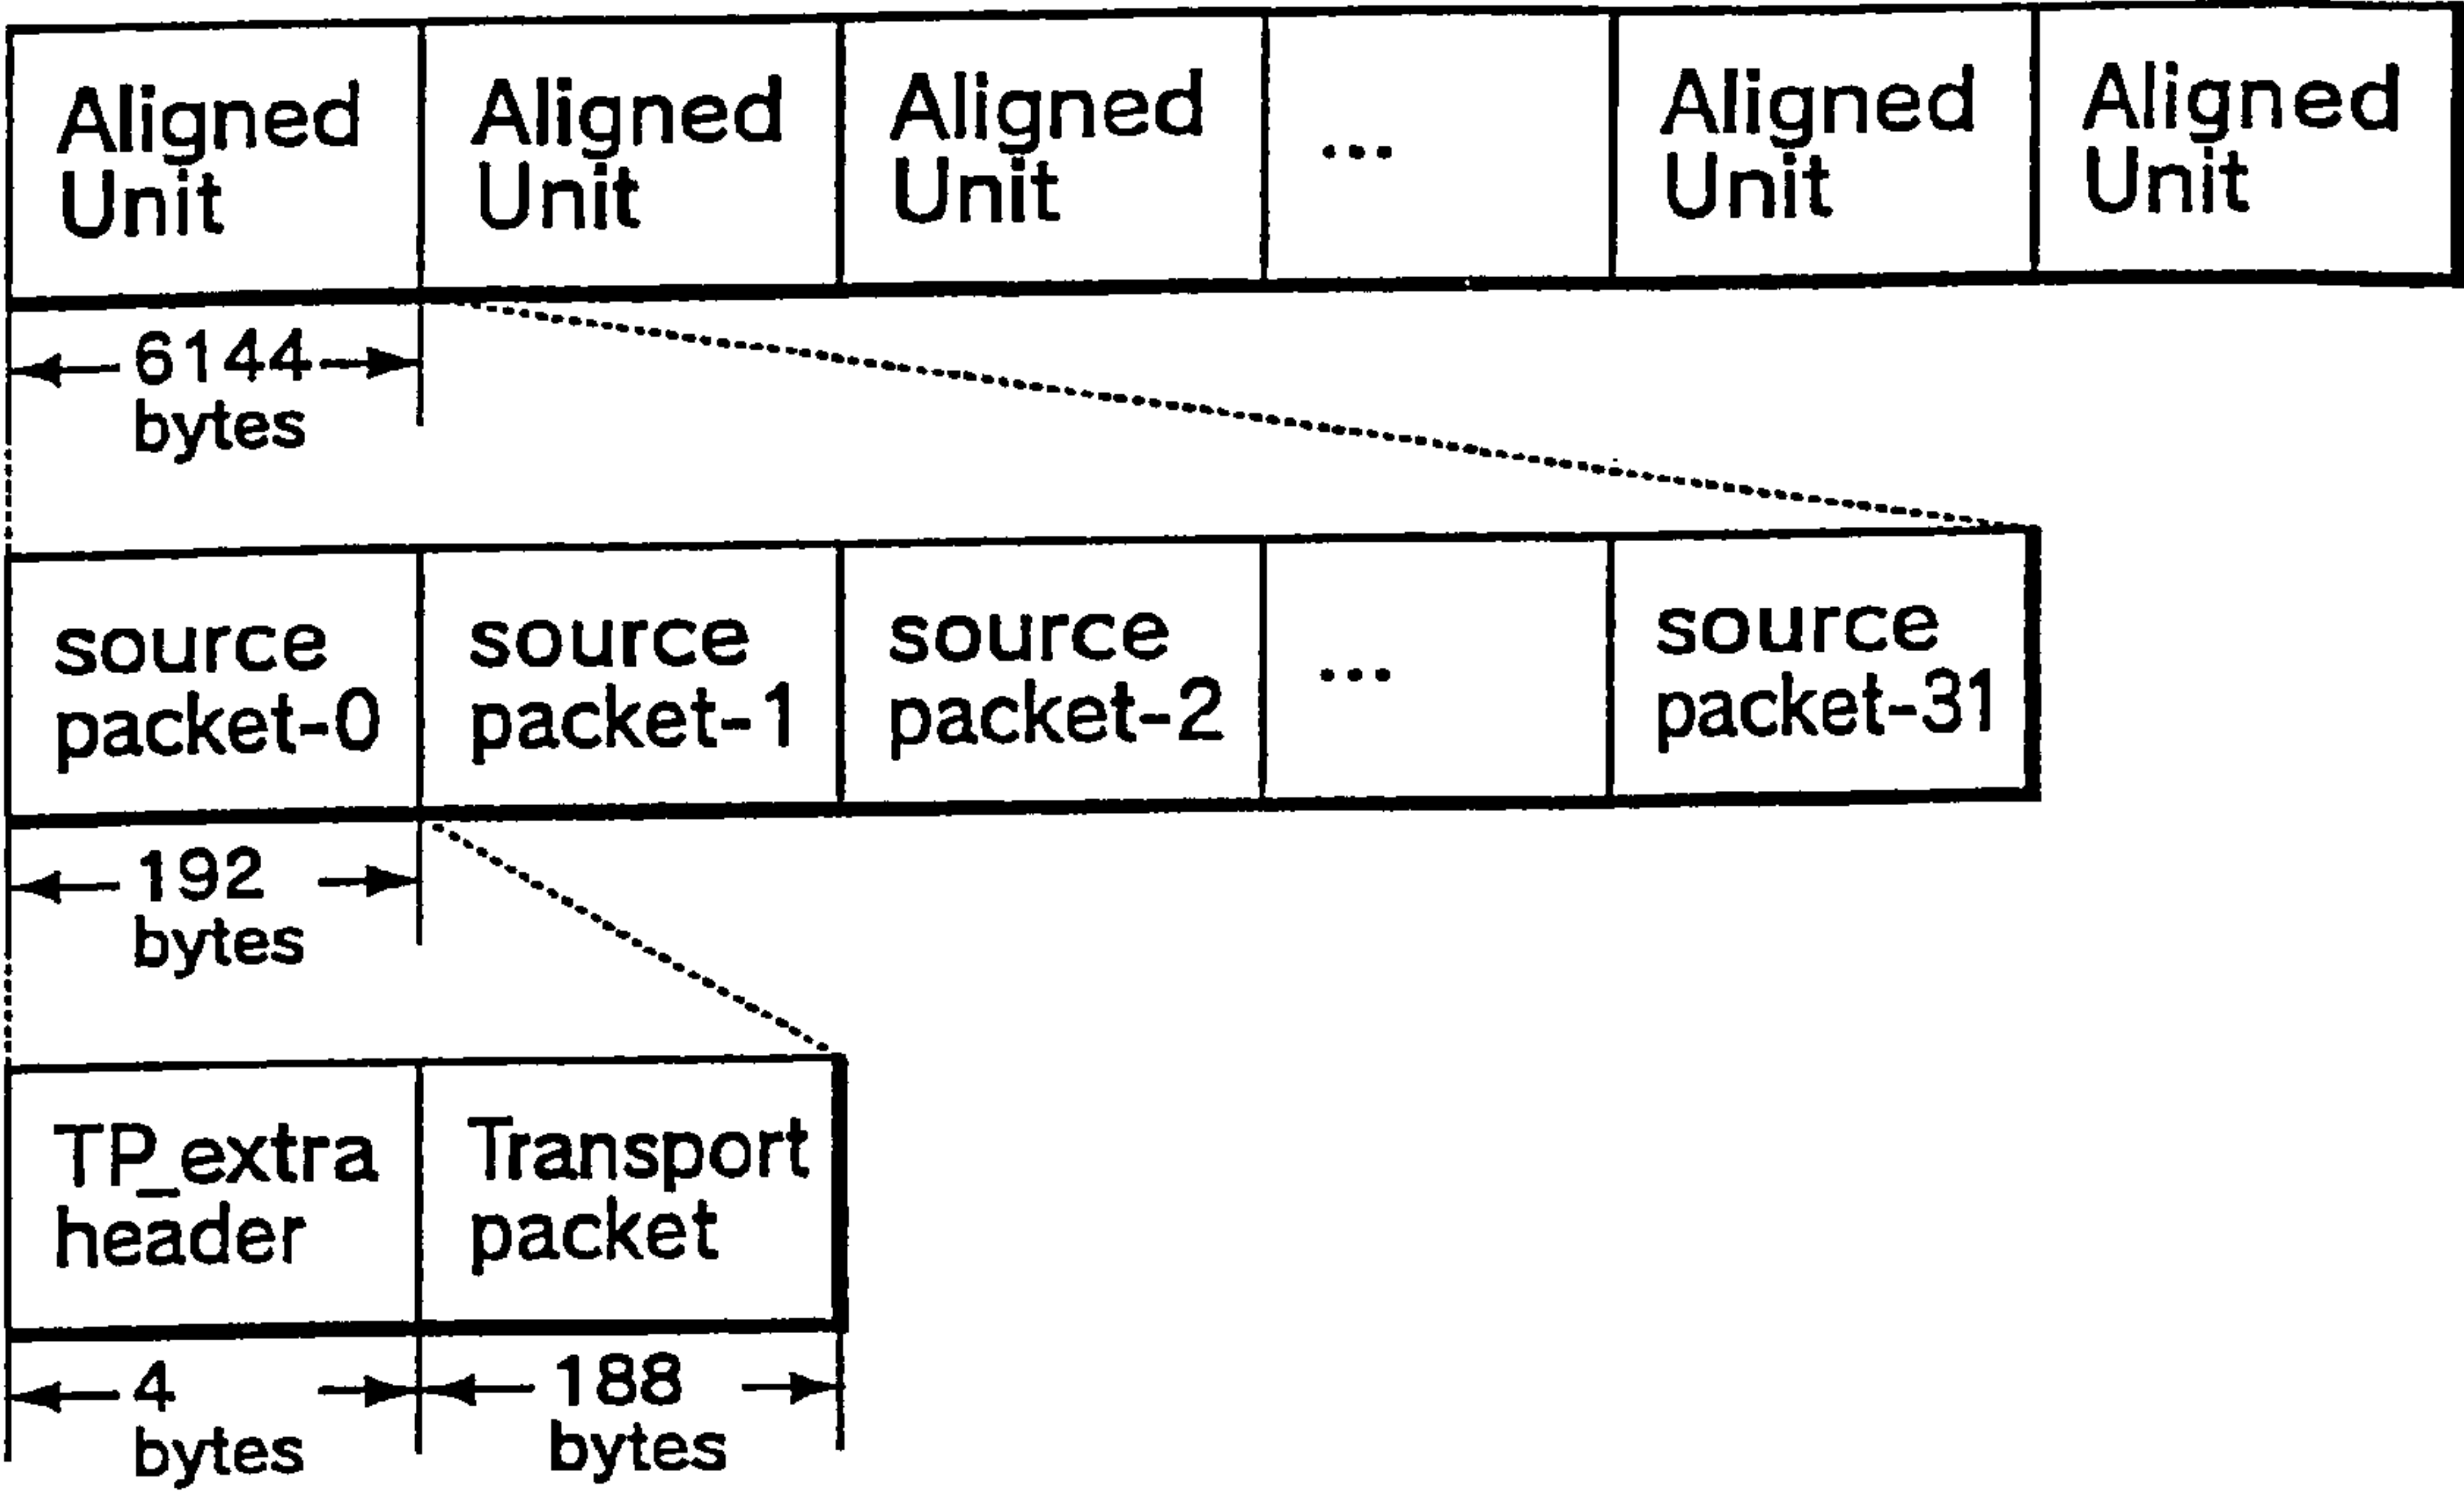 Aligned
Unit
Aligned
Unit
Aligned
Unit
...
Aligned
Unit
Aligned
Unit
6144
bytes
source
packet-0
source
packet-1
source
packet-2
...
source
packet-31
192
bytes
TP_extra
header
Transport
packet
4
bytes
188
bytes